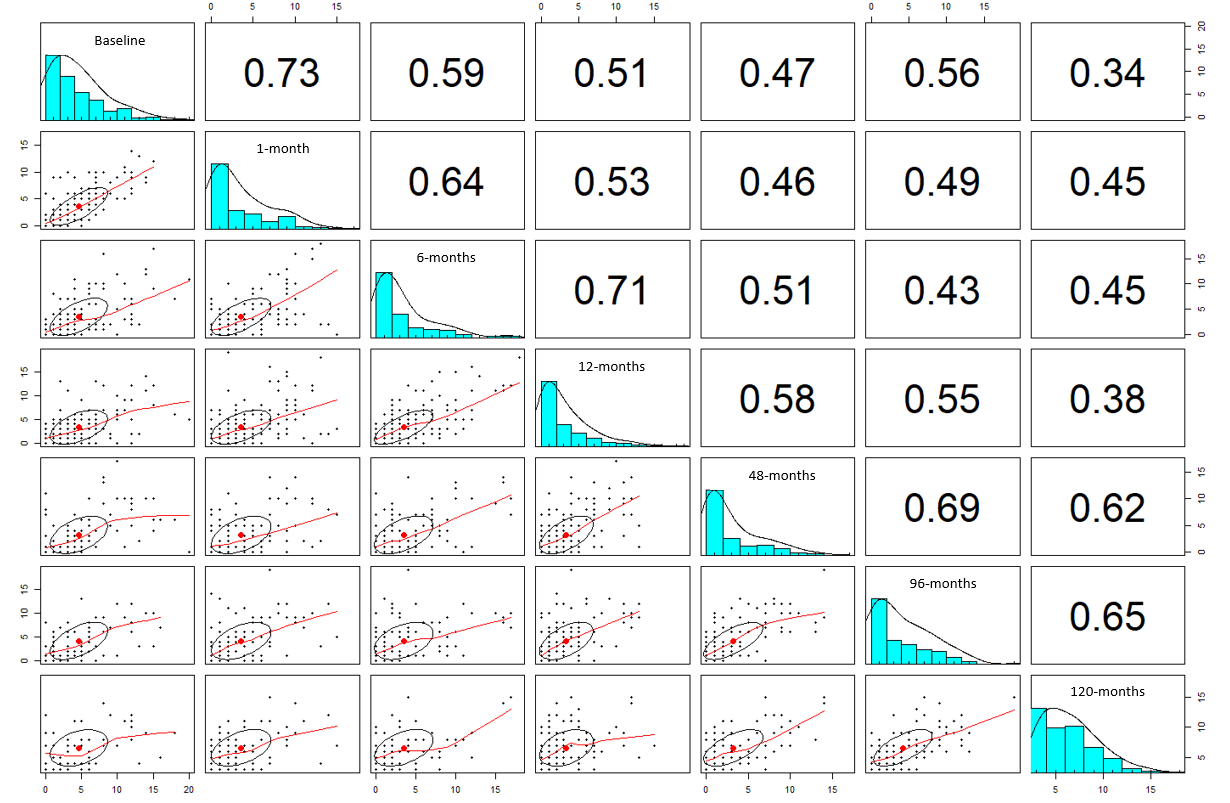 0 5 10 15 0 5 10 15 0 5 10 15
Baseline 0.73 0.59 0.51 0.47 0.56 0.34 0 5 10 15 20
0 5 10 15 1-month 0.64 0.53 0.46 0.49 0.45
6-months 0.71 0.51 0.43 0.45 0 5 10 15
0 5 10 15 12-months 0.58 0.55 0.38
48-months 0.69 0.62 0 5 10 15
0 5 10 15 96-months 0.65
120-months 5 10 15
0 5 10 15 20 0 5 10 15 0 5 10 15 5 10 15